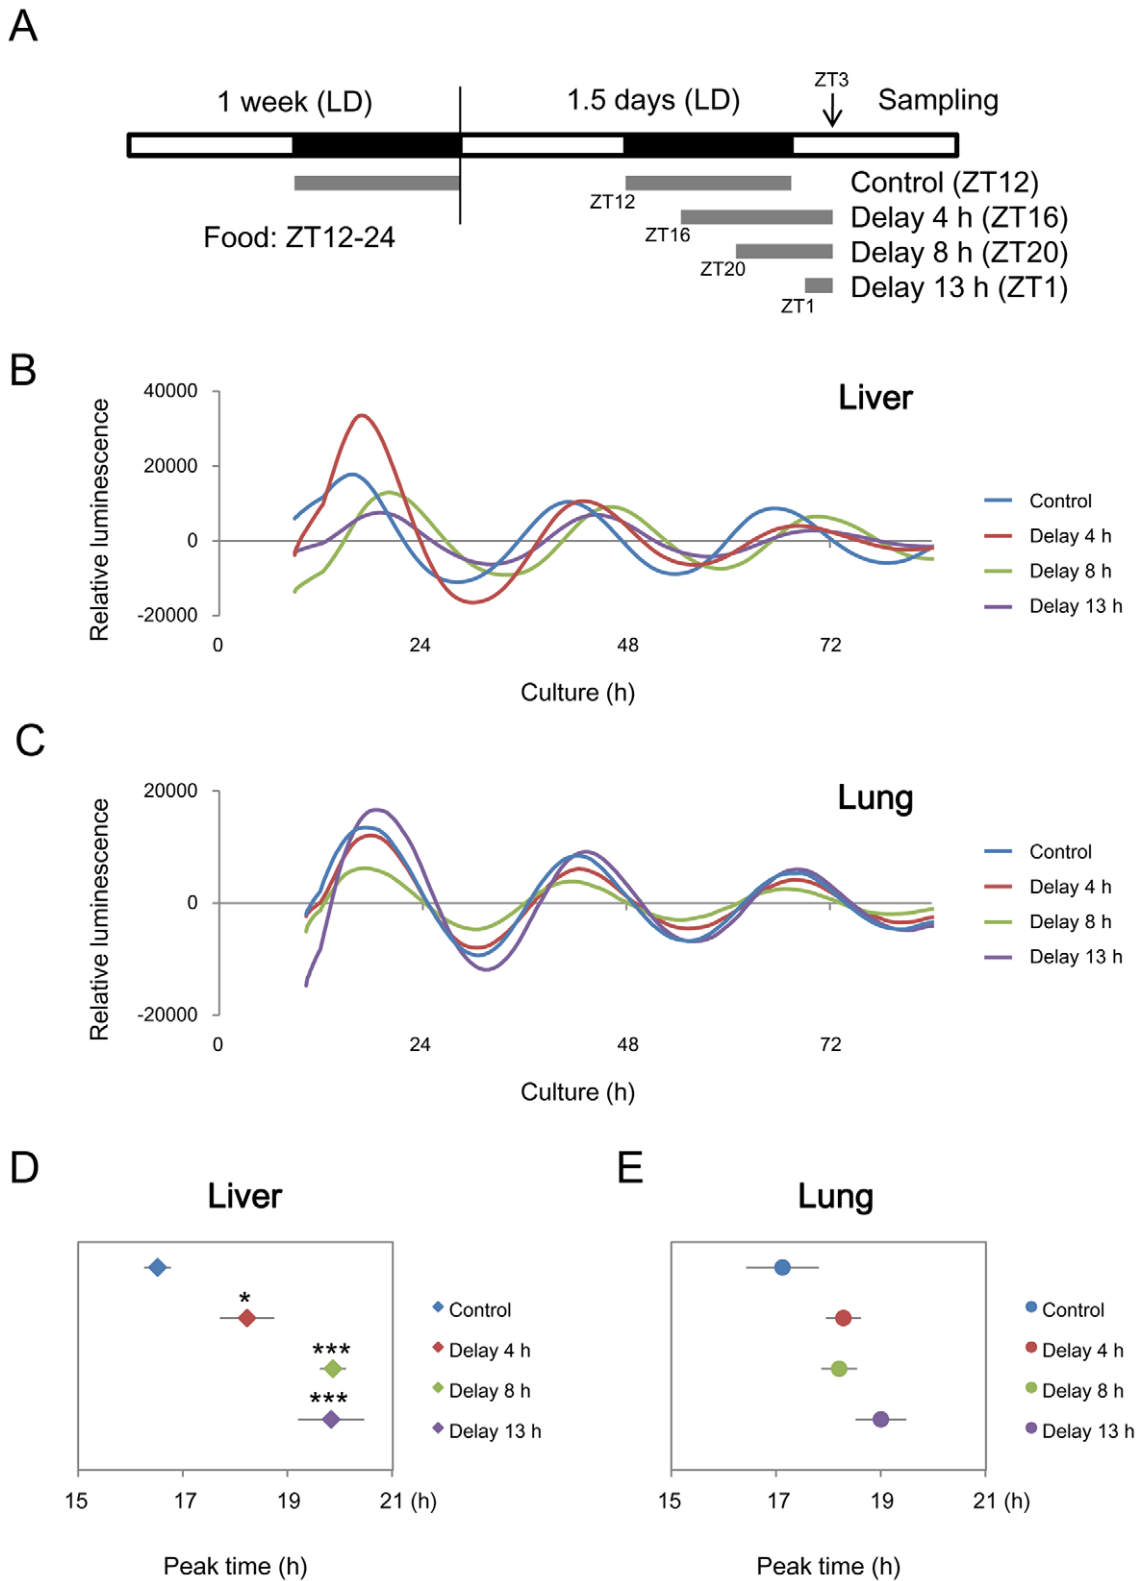 A
1 week (LD)
1.5 days (LD)
ZT3
Sampling
Control (ZT12)
ZT12
Delay 4 h (ZT16)
ZT16
Food: ZT12-24
Delay 8 h (ZT20)
ZT20
Delay 13 h (ZT1)
ZT1
B
Liver
Relative luminescence
40000
20000
0
-20000
0
24
48
72
Culture (h)
Control
Delay 4 h
Delay 8 h
Delay 13 h
C
Lung
Relative luminescence
20000
0
-20000
0
24
48
72
Culture (h)
Control
Delay 4 h
Delay 8 h
Delay 13 h
D
Liver
*
***
***
Control
Delay 4 h
Delay 8 h
Delay 13 h
15
17
19
21 (h)
Peak time (h)
E
Lung
Control
Delay 4 h
Delay 8 h
Delay 13 h
15
17
19
21 (h)
Peak time (h)